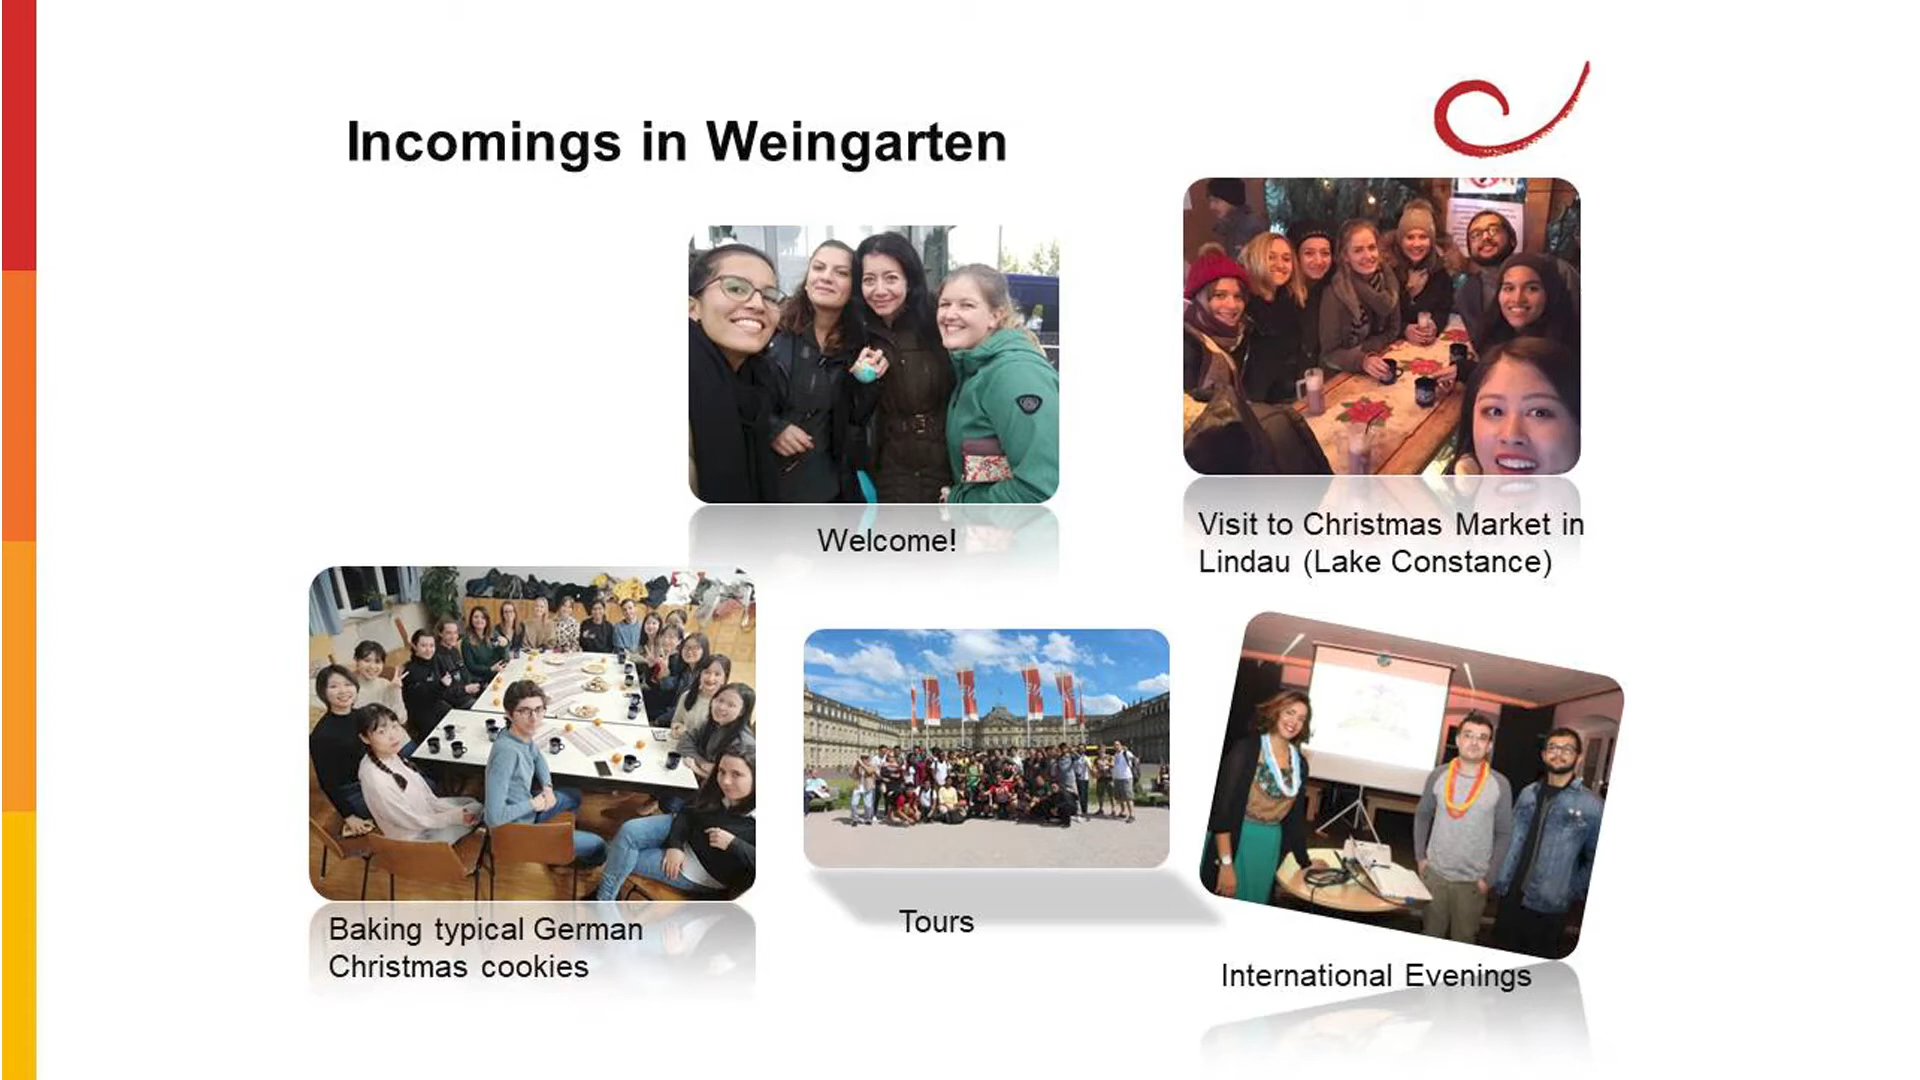 Incomings in Weingarten
Welcome!
Visit to Christmas Market in
Lindau (Lake Constance)
Baking typical German
Christmas cookies
Tours
International Evenings